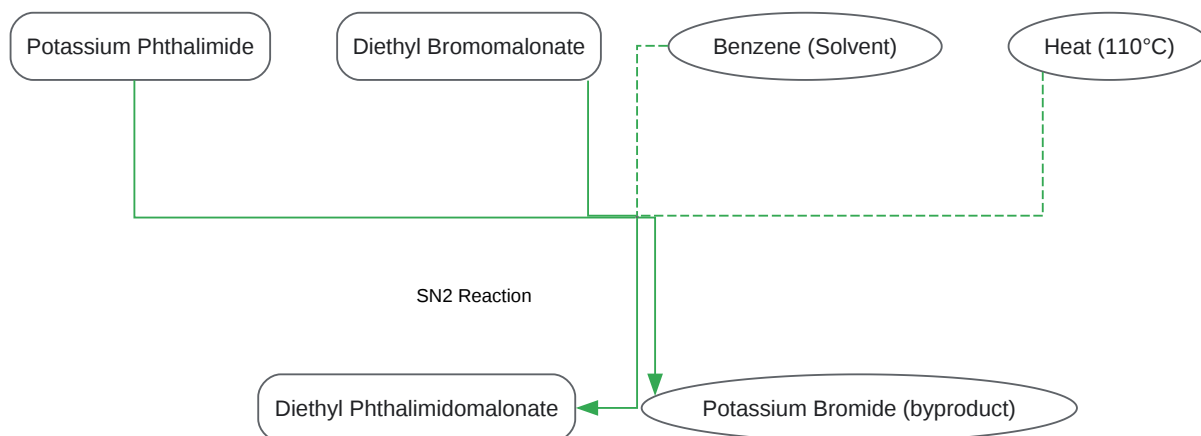 Potassium Phthalimide
Diethyl Bromomalonate
Benzene (Solvent)
Heat (110°C)
SN2 Reaction
Diethyl Phthalimidomalonate
Potassium Bromide (byproduct)